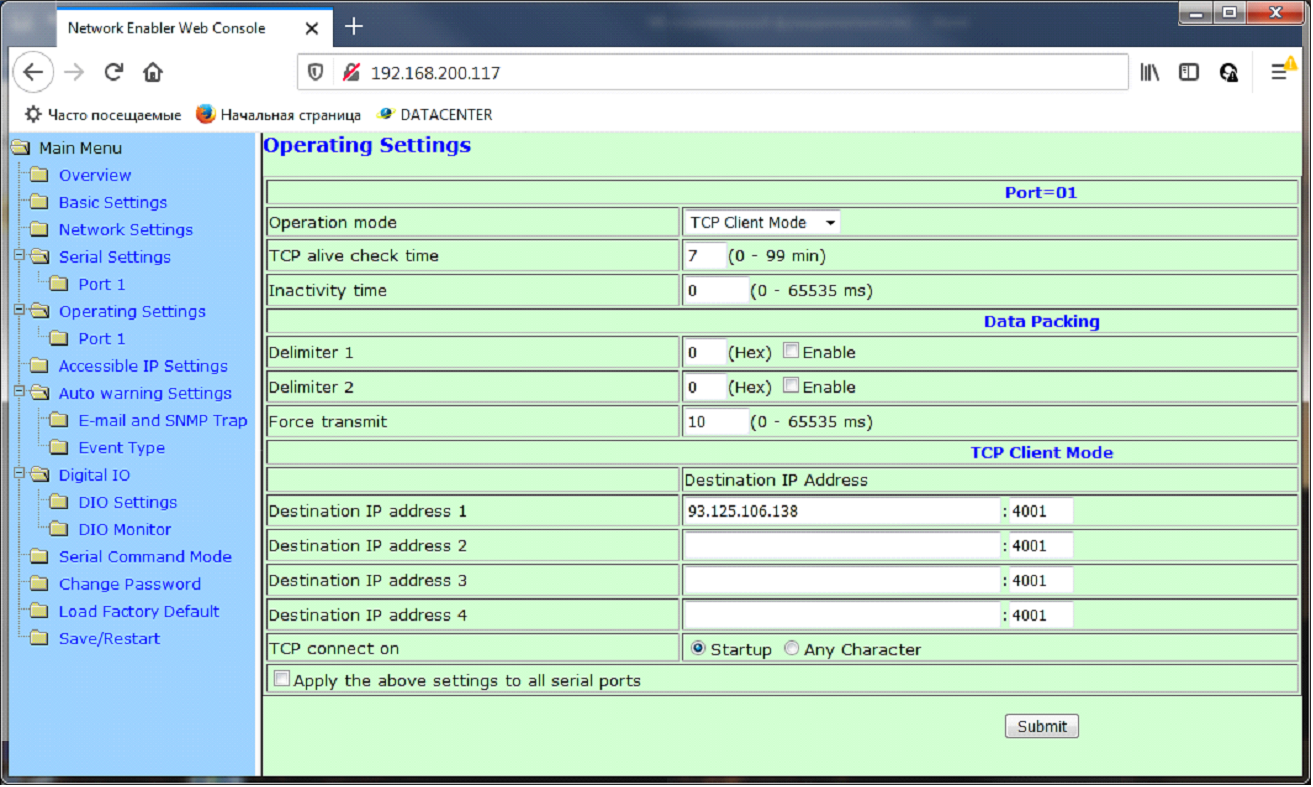 Network Enabler Web Console
192.168.200.117
Часто посещаемые Начальная страница DATACENTER
Main Menu
Overview
Basic Settings
Network Settings
Serial Settings
Port 1
Operating Settings
Port 1
Accessible IP Settings
Auto warning Settings
E-mail and SNMP Trap
Event Type
Digital IO
DIO Settings
DIO Monitor
Serial Command Mode
Change Password
Load Factory Default
Save/Restart
Operating Settings
Port=01
Operation mode TCP Client Mode
TCP alive check time 7 (0 - 99 min)
Inactivity time 0 (0 - 65535 ms)
Data Packing
Delimiter 1 0 (Hex) Enable
Delimiter 2 0 (Hex) Enable
Force transmit 10 (0 - 65535 ms)
TCP Client Mode
Destination IP Address
Destination IP address 1 93.125.106.138 : 4001
Destination IP address 2 : 4001
Destination IP address 3 : 4001
Destination IP address 4 : 4001
TCP connect on Startup Any Character
Apply the above settings to all serial ports
Submit